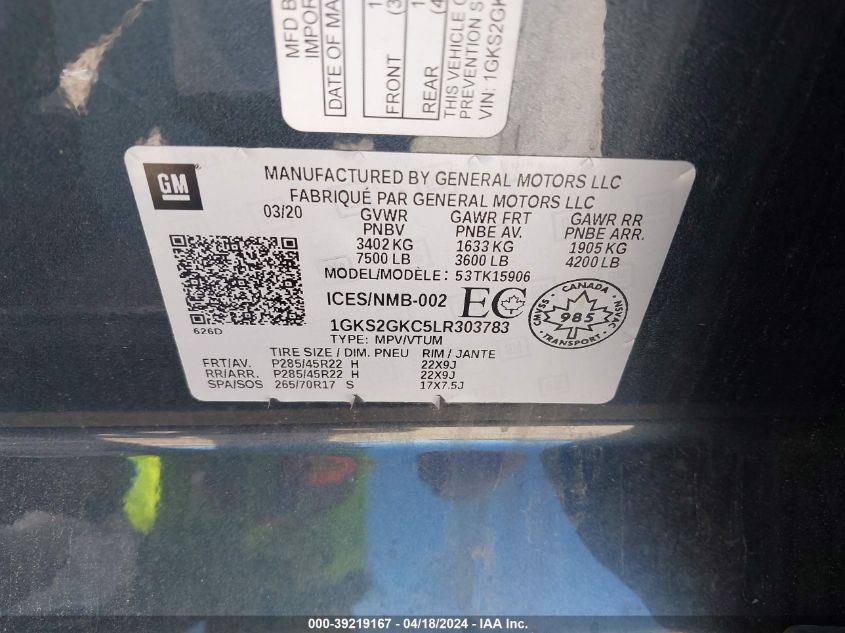 MFD B
IMPOR
DATE OF MA
FRONT (3
REAR (4
THIS VEHICLE C
PREVENTION S
VIN: 1GKS2GK
GM
MANUFACTURED BY GENERAL MOTORS LLC
FABRIQUÉ PAR GENERAL MOTORS LLC
03/20 GVWR GAWR FRT GAWR RR
PNBV PNBE AV. PNBE ARR.
3402 KG 1633 KG 1905 KG
7500 LB 3600 LB 4200 LB
MODEL/MODÈLE: 53TK15906
ICES/NMB-002 EC
CANADA
CMVSS 985 NSVAC
TRANSPORT
626D
1GKS2GKC5LR303783
TYPE: MPV/VTUM
TIRE SIZE / DIM. PNEU RIM / JANTE
FRT/AV. P285/45R22 H 22X9J
RR/ARR. P285/45R22 H 22X9J
SPA/SOS 265/70R17 S 17X7.5J
000-39219167 - 04/18/2024 - IAA Inc.